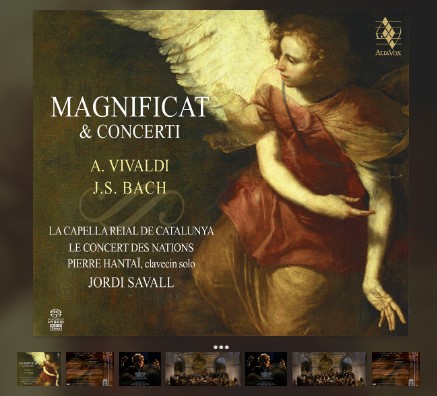 ALIAVOX
MAGNIFICAT
& CONCERTI
A. VIVALDI
J.S. BACH
LA CAPELLA REIAL DE CATALUNYA
LE CONCERT DES NATIONS
PIERRE HANTAÏ, clavecin solo
JORDI SAVALL